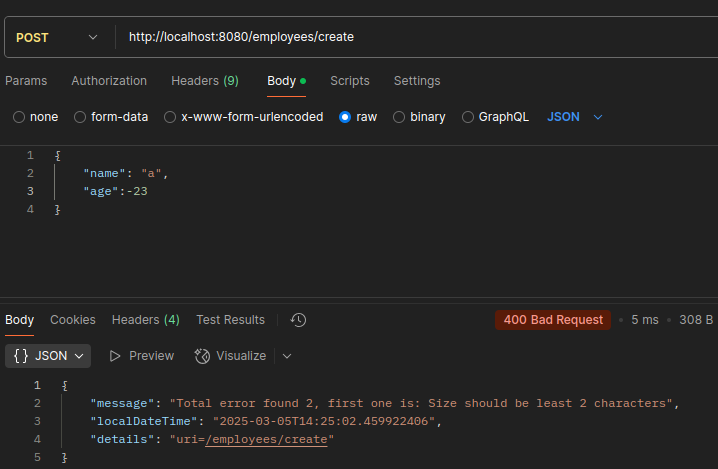 POST http://localhost:8080/employees/create
Params Authorization Headers (9) Body Scripts Settings
none form-data x-www-form-urlencoded raw binary GraphQL JSON
1 {
2 "name": "a",
3 "age":-23
4 }
Body Cookies Headers (4) Test Results 400 Bad Request 5 ms 308 B
{} JSON Preview Visualize
1 {
2 "message": "Total error found 2, first one is: Size should be least 2 characters",
3 "localDateTime": "2025-03-05T14:25:02.459922406",
4 "details": "uri=/employees/create"
5 }